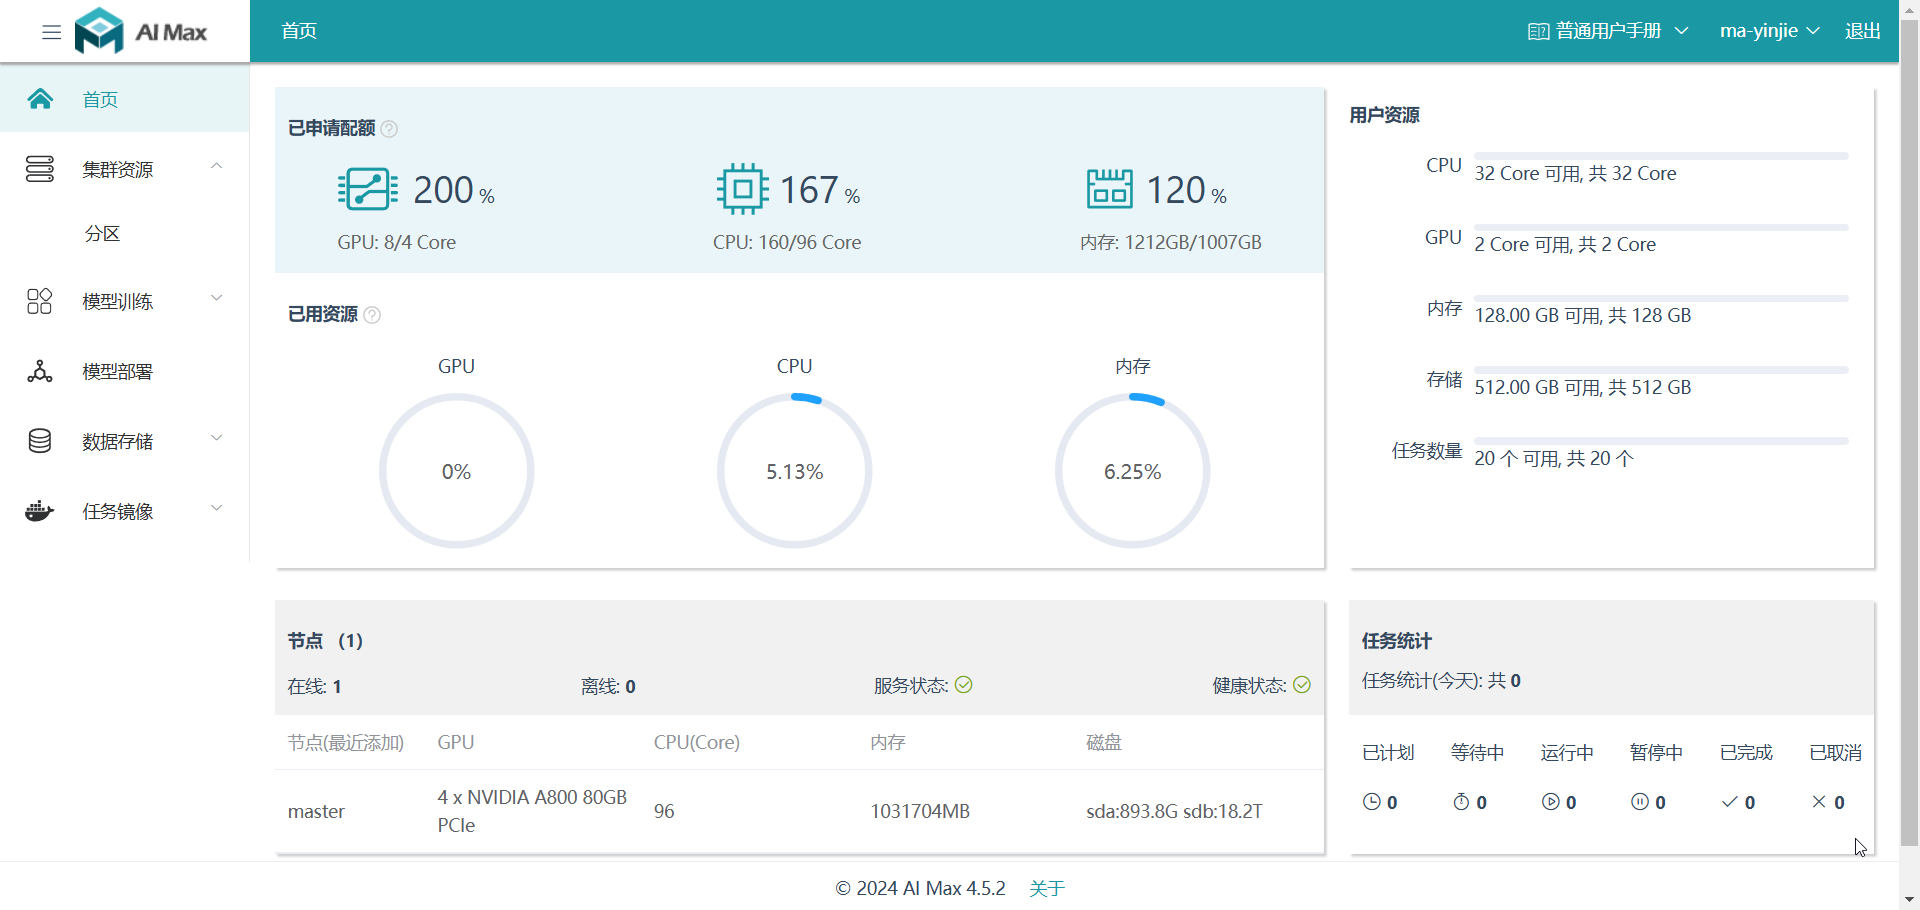 AI Max
首页
普通用户手册
ma-yinjie
退出
首页
集群资源
分区
模型训练
模型部署
数据存储
任务镜像
已申请配额
200 %
GPU: 8/4 Core
167 %
CPU: 160/96 Core
120 %
内存: 1212GB/1007GB
已用资源
GPU
0%
CPU
5.13%
内存
6.25%
用户资源
CPU
32 Core 可用, 共 32 Core
GPU
2 Core 可用, 共 2 Core
内存
128.00 GB 可用, 共 128 GB
存储
512.00 GB 可用, 共 512 GB
任务数量
20 个 可用, 共 20 个
节点 （1）
在线: 1
离线: 0
服务状态:
健康状态:
节点(最近添加) GPU CPU(Core) 内存 磁盘
master 4 x NVIDIA A800 80GB 96 1031704MB sda:893.8G sdb:18.2T
PCIe
任务统计
任务统计(今天): 共 0
已计划 等待中 运行中 暂停中 已完成 已取消
0 0 0 0 0 0
© 2024 AI Max 4.5.2 关于